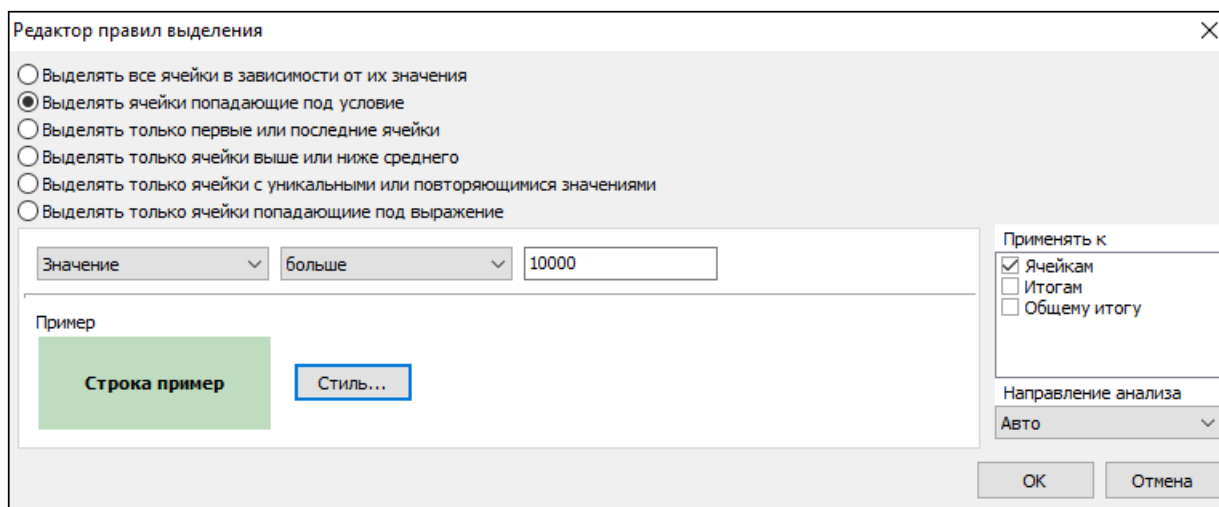 Редактор правил выделения
Выделять все ячейки в зависимости от их значения
Выделять ячейки попадающие под условие
Выделять только первые или последние ячейки
Выделять только ячейки выше или ниже среднего
Выделять только ячейки с уникальными или повторяющимися значениями
Выделять только ячейки попадающиие под выражение
Значение больше 10000
Пример
Строка пример Стиль...
Применять к
Ячейкам
Итогам
Общему итогу
Направление анализа
Авто
OK Отмена